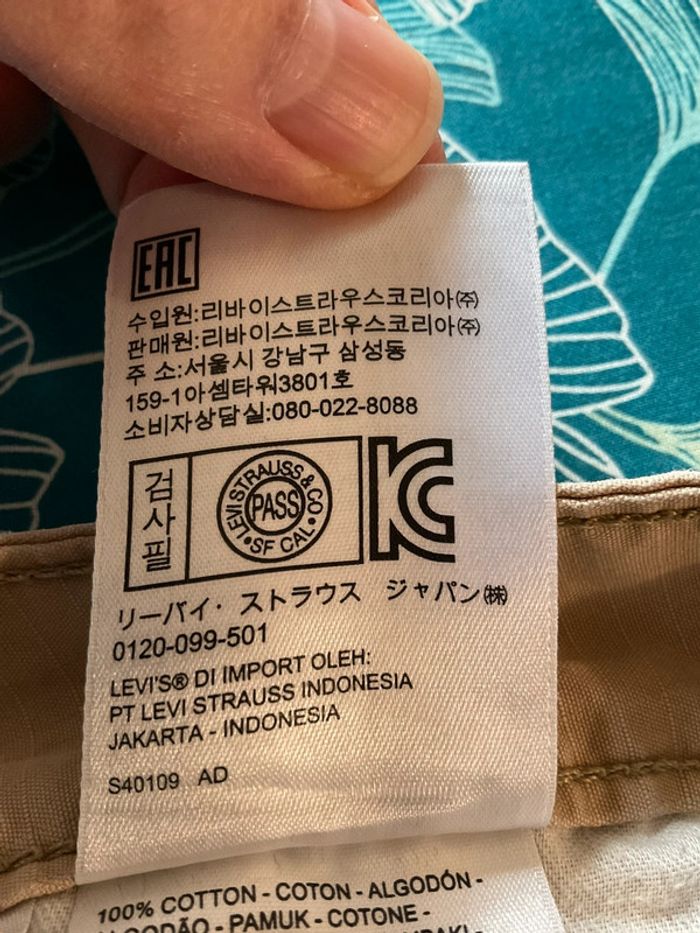 EAC
수입원:리바이스트라우스코리아㈜
판매원:리바이스트라우스코리아㈜
주 소:서울시 강남구 삼성동
159-1아셈타워3801호
소비자상담실:080-022-8088
검사필
LEVI STRAUSS & CO
PASS
•SF CAL•
KC
リーバイ・ストラウス ジャパン㈱
0120-099-501
LEVI'S® DI IMPORT OLEH:
PT LEVI STRAUSS INDONESIA
JAKARTA - INDONESIA
S40109 AD
100% COTTON - COTON - ALGODÓN -
ALGODÃO - PAMUK - COTONE -